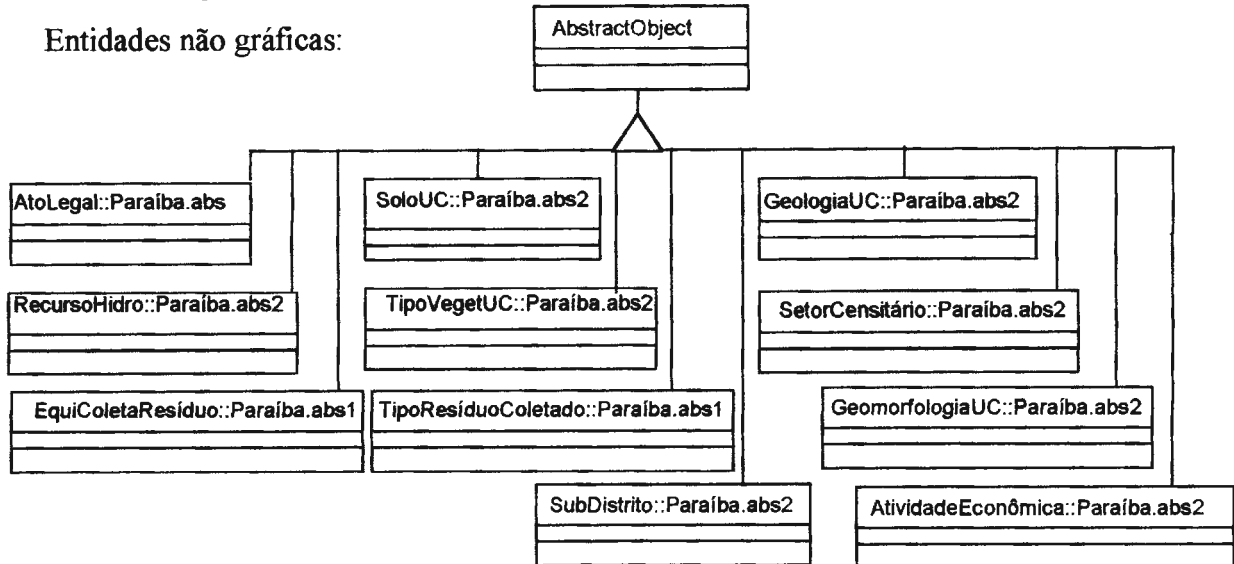 Entidades não gráficas:
AbstractObject
AtoLegal::Paraíba.abs
SoloUC::Paraíba.abs2
GeologiaUC::Paraíba.abs2
RecursoHidro::Paraíba.abs2
TipoVegetUC::Paraíba.abs2
SetorCensitário::Paraíba.abs2
EquiColetaResíduo::Paraíba.abs1
TipoResíduoColetado::Paraíba.abs1
GeomorfologiaUC::Paraíba.abs2
SubDistrito::Paraíba.abs2
AtividadeEconômica::Paraíba.abs2